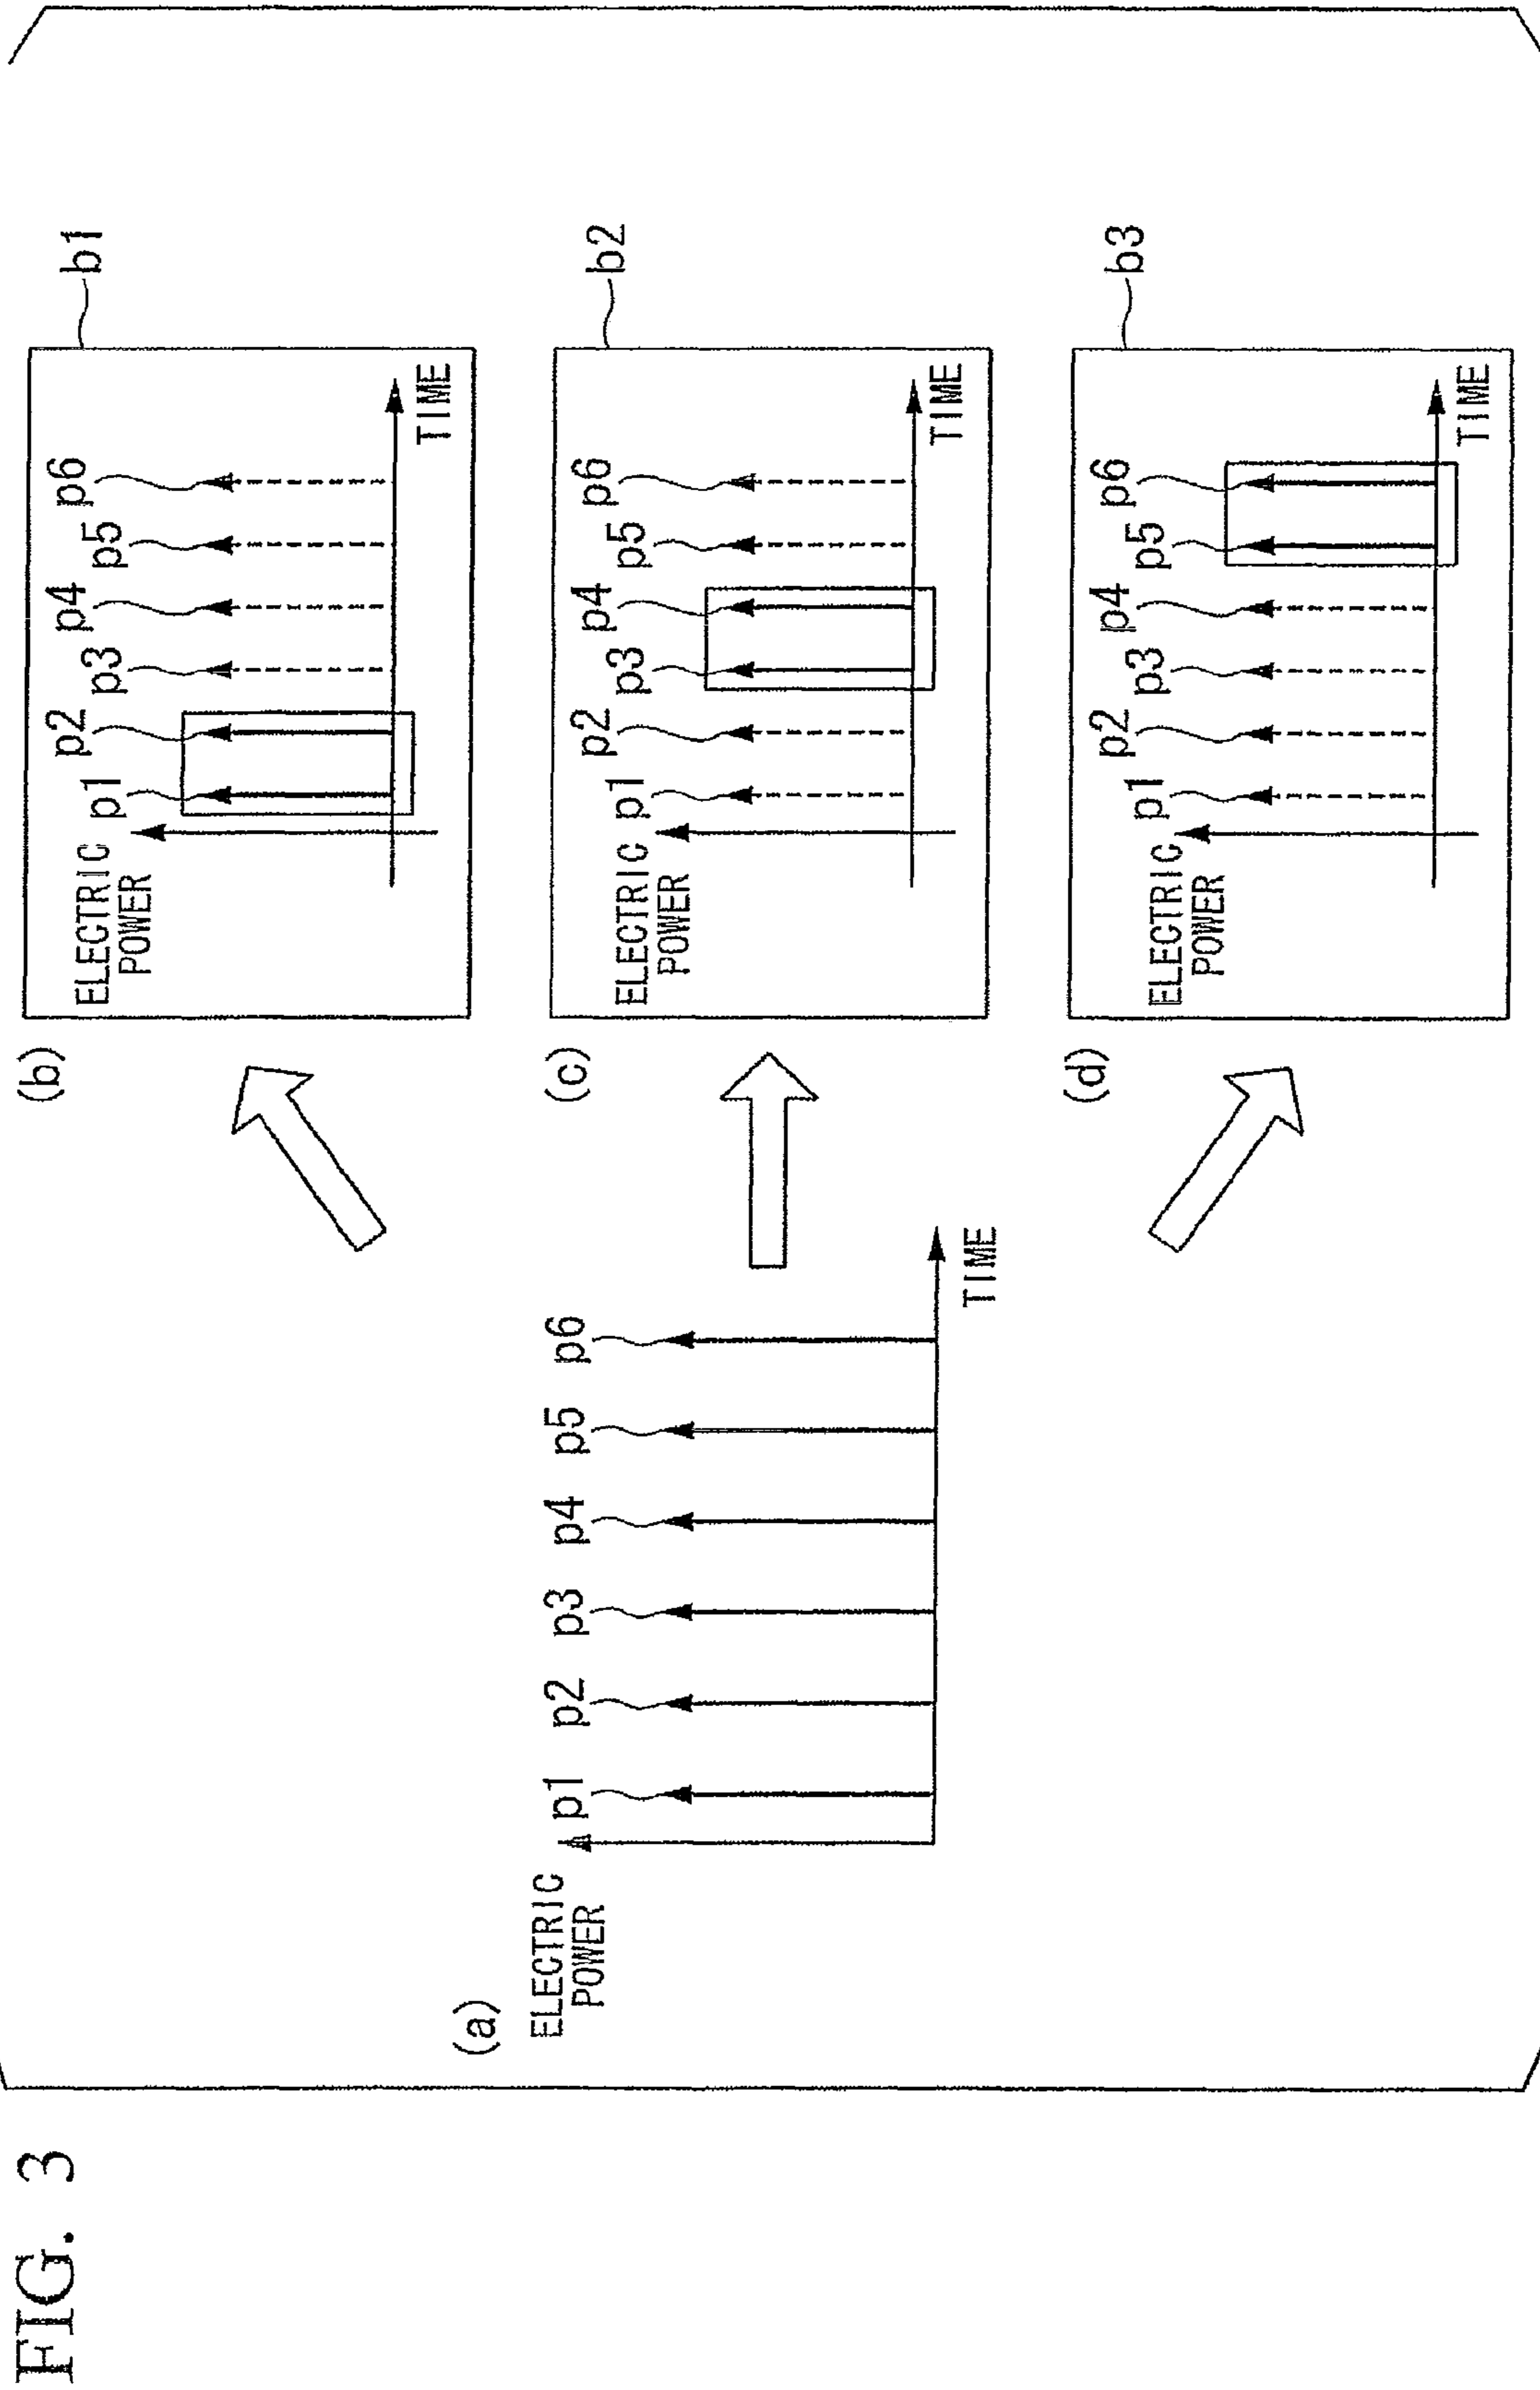 FIG. 3
(a)
ELECTRIC
POWER
p1 p2 p3 p4 p5 p6
TIME
(b)
ELECTRIC
POWER
p1 p2 p3 p4 p5 p6
TIME
b1
(c)
ELECTRIC
POWER
p1 p2 p3 p4 p5 p6
TIME
b2
(d)
ELECTRIC
POWER
p1 p2 p3 p4 p5 p6
TIME
b3